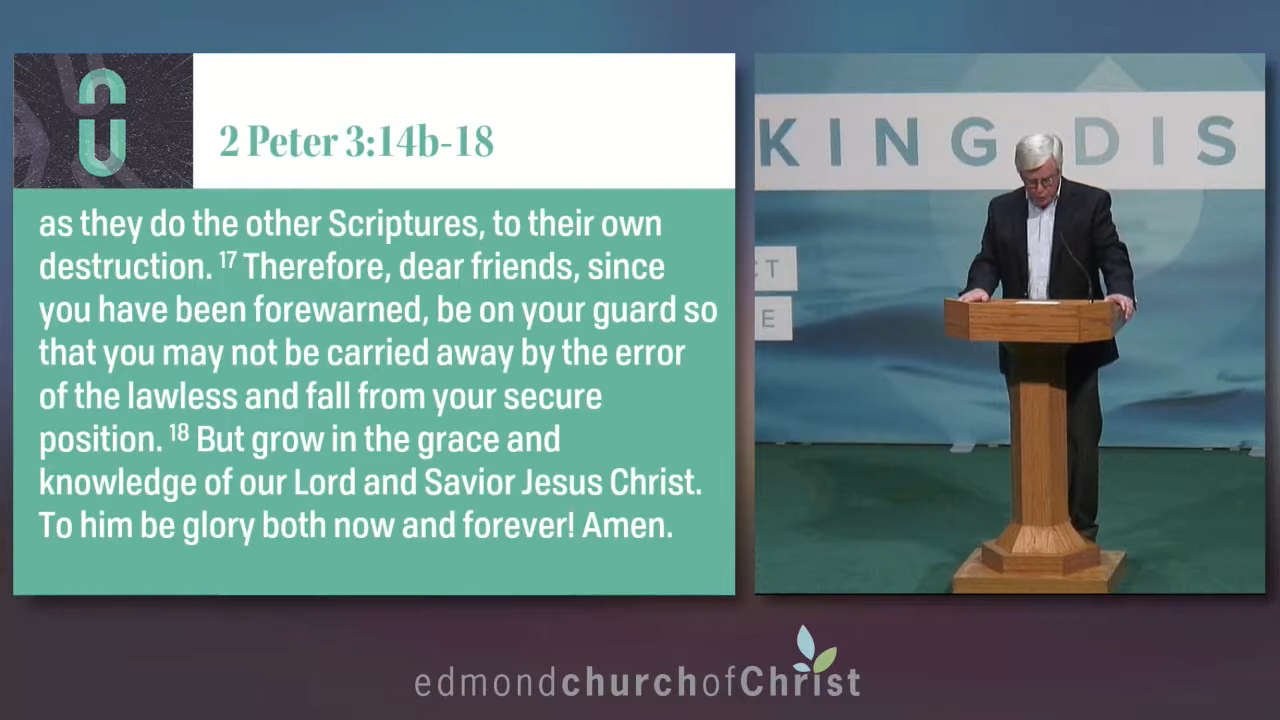 2 Peter 3:14b-18
as they do the other Scriptures, to their own
destruction. 17 Therefore, dear friends, since
you have been forewarned, be on your guard so
that you may not be carried away by the error
of the lawless and fall from your secure
position. 18 But grow in the grace and
knowledge of our Lord and Savior Jesus Christ.
To him be glory both now and forever! Amen.
KING DIS
CT
E
edmondchurchofChrist